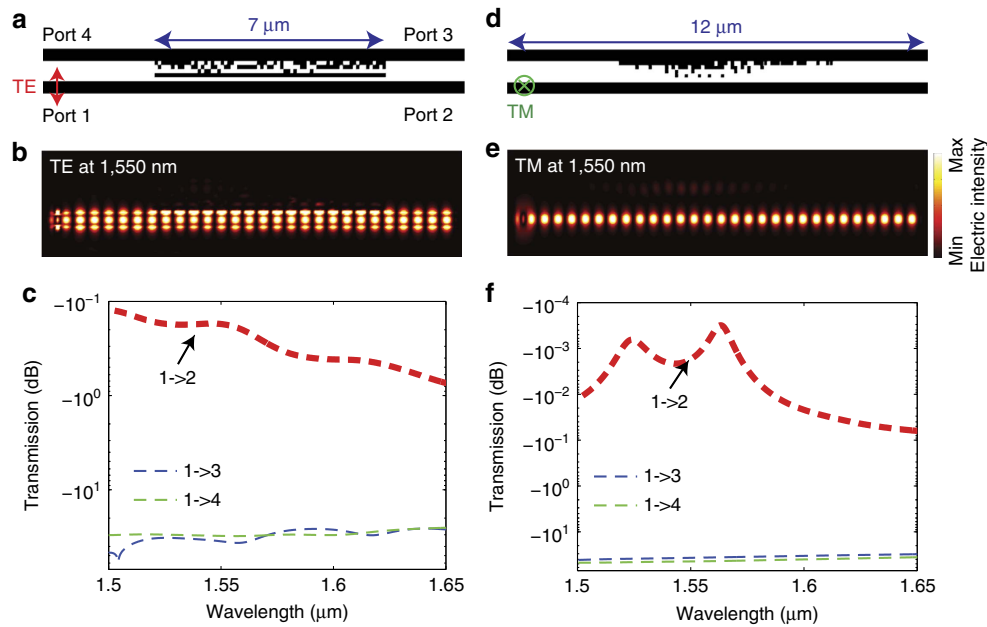 a
7 μm
Port 4
Port 3
TE
Port 1
Port 2
d
12 μm
TM
b
TE at 1,550 nm
e
TM at 1,550 nm
Min
Max
Electric intensity
c
Transmission (dB)
−10⁻¹
−10⁰
−10¹
1->2
1->3
1->4
1.5
1.55
1.6
1.65
Wavelength (μm)
f
Transmission (dB)
−10⁻⁴
−10⁻³
−10⁻²
−10⁻¹
−10⁰
−10¹
1->2
1->3
1->4
1.5
1.55
1.6
1.65
Wavelength (μm)